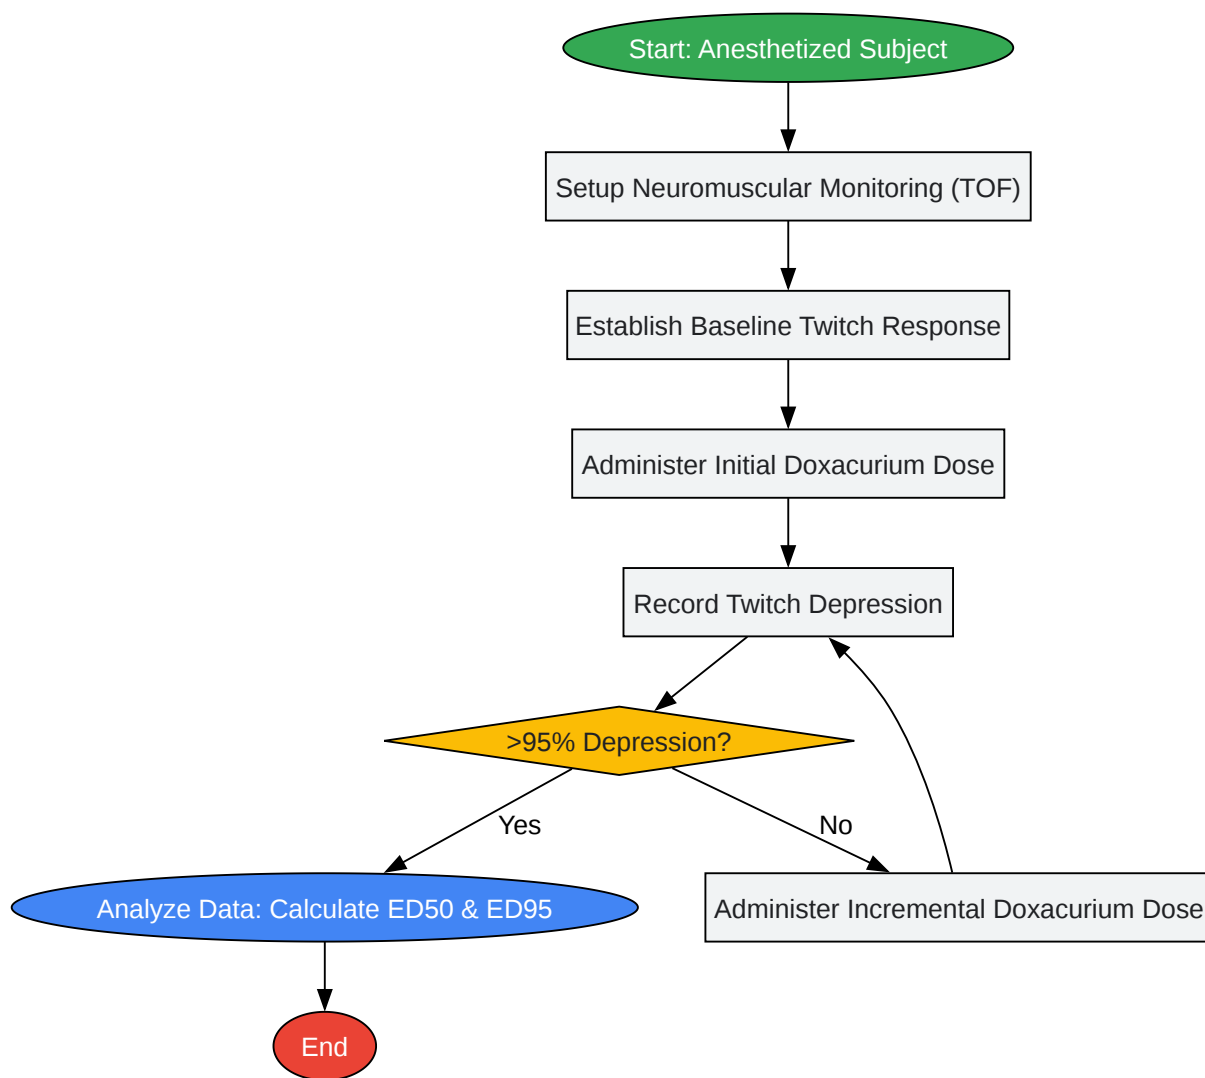 Start: Anesthetized Subject
Setup Neuromuscular Monitoring (TOF)
Establish Baseline Twitch Response
Administer Initial Doxacurium Dose
Record Twitch Depression
>95% Depression?
Yes
No
Analyze Data: Calculate ED50 & ED95
Administer Incremental Doxacurium Dose
End